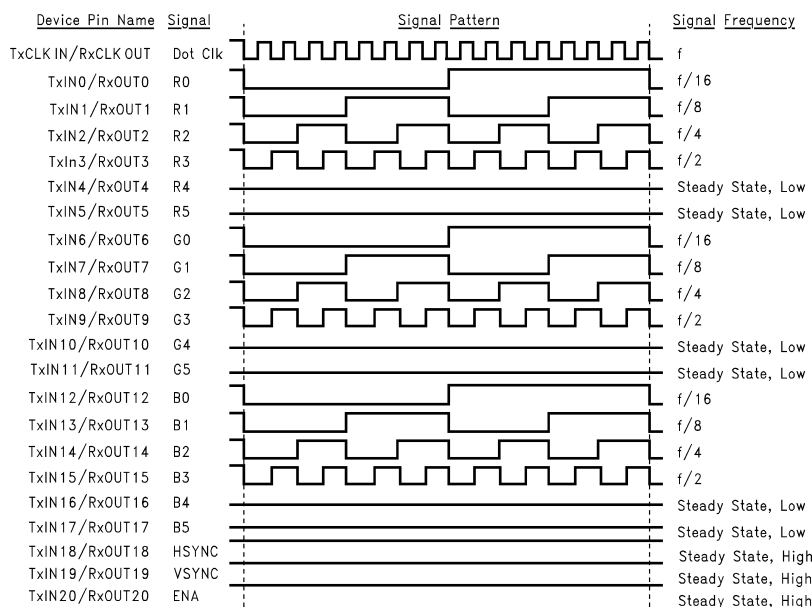 Device Pin Name Signal Signal Pattern Signal Frequency
TxCLK IN/RxCLK OUT Dot Clk f
TxIN0/RxOUT0 R0 f/16
TxIN1/RxOUT1 R1 f/8
TxIN2/RxOUT2 R2 f/4
TxIn3/RxOUT3 R3 f/2
TxIN4/RxOUT4 R4 Steady State, Low
TxIN5/RxOUT5 R5 Steady State, Low
TxIN6/RxOUT6 G0 f/16
TxIN7/RxOUT7 G1 f/8
TxIN8/RxOUT8 G2 f/4
TxIN9/RxOUT9 G3 f/2
TxIN10/RxOUT10 G4 Steady State, Low
TxIN11/RxOUT11 G5 Steady State, Low
TxIN12/RxOUT12 B0 f/16
TxIN13/RxOUT13 B1 f/8
TxIN14/RxOUT14 B2 f/4
TxIN15/RxOUT15 B3 f/2
TxIN16/RxOUT16 B4 Steady State, Low
TxIN17/RxOUT17 B5 Steady State, Low
TxIN18/RxOUT18 HSYNC Steady State, High
TxIN19/RxOUT19 VSYNC Steady State, High
TxIN20/RxOUT20 ENA Steady State, High